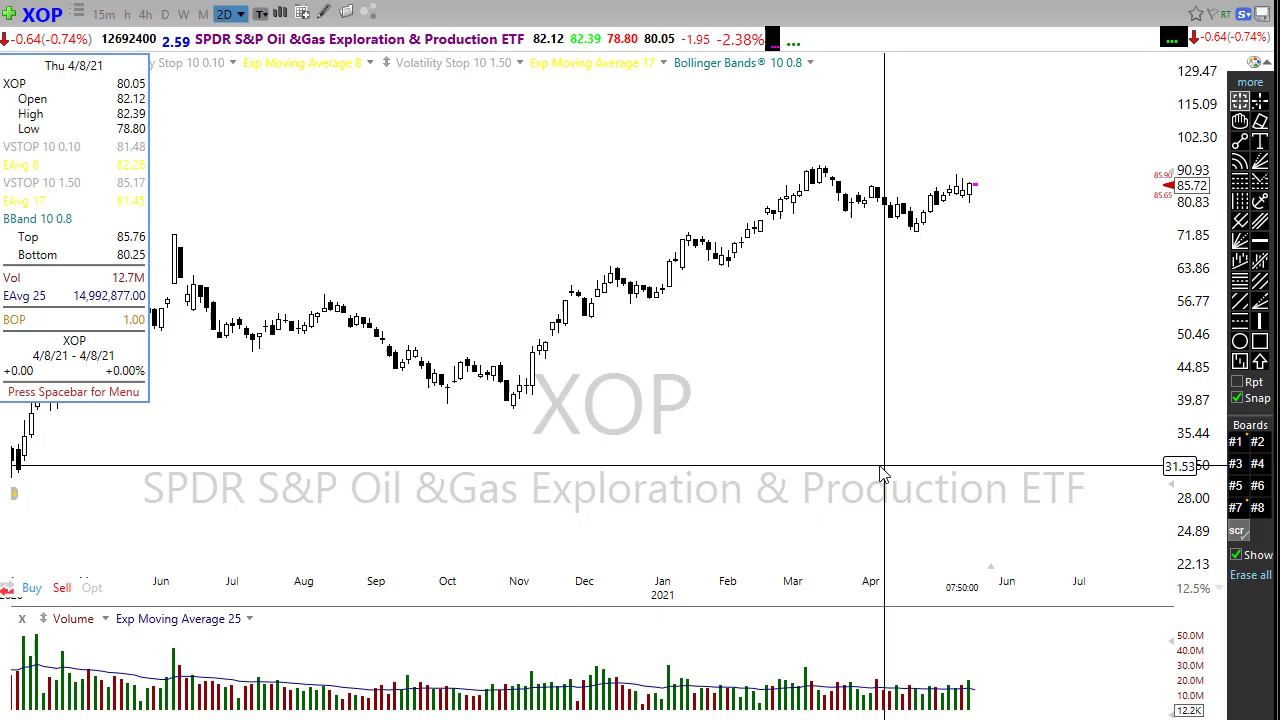 XOP 15m h 4h D W M 2D T RT S
-0.64(-0.74%) 12692400 2.59 SPDR S&P Oil &Gas Exploration & Production ETF 82.12 82.39 78.80 80.05 -1.95 -2.38% ... ... -0.64(-0.74%)
y Stop 10 0.10 Exp Moving Average 8 Volatility Stop 10 1.50 Exp Moving Average 17 Bollinger Bands® 10 0.8
Thu 4/8/21
XOP 80.05
Open 82.12
High 82.39
Low 78.80
VSTOP 10 0.10 81.48
EAvg 8 82.26
VSTOP 10 1.50 85.17
EAvg 17 81.45
BBand 10 0.8
Top 85.76
Bottom 80.25
Vol 12.7M
EAvg 25 14,992,877.00
BOP 1.00
XOP
4/8/21 - 4/8/21
+0.00 +0.00%
Press Spacebar for Menu
129.47
115.09
102.30
90.93
85.90
85.72
85.65
80.83
71.85
63.86
56.77
50.46
44.85
39.87
35.44
31.53
28.00
24.89
22.13
12.5%
XOP
SPDR S&P Oil &Gas Exploration & Production ETF
more
T
Rpt
Snap
Boards
#1 #2
#3 #4
#5 #6
#7 #8
scr
Show
Erase all
D
Buy Sell Opt
Jun Jul Aug Sep Oct Nov Dec Jan Feb Mar Apr Jun Jul
2021
07:50:00
X Volume Exp Moving Average 25
50.0M
40.0M
30.0M
20.0M
10.0M
12.2K